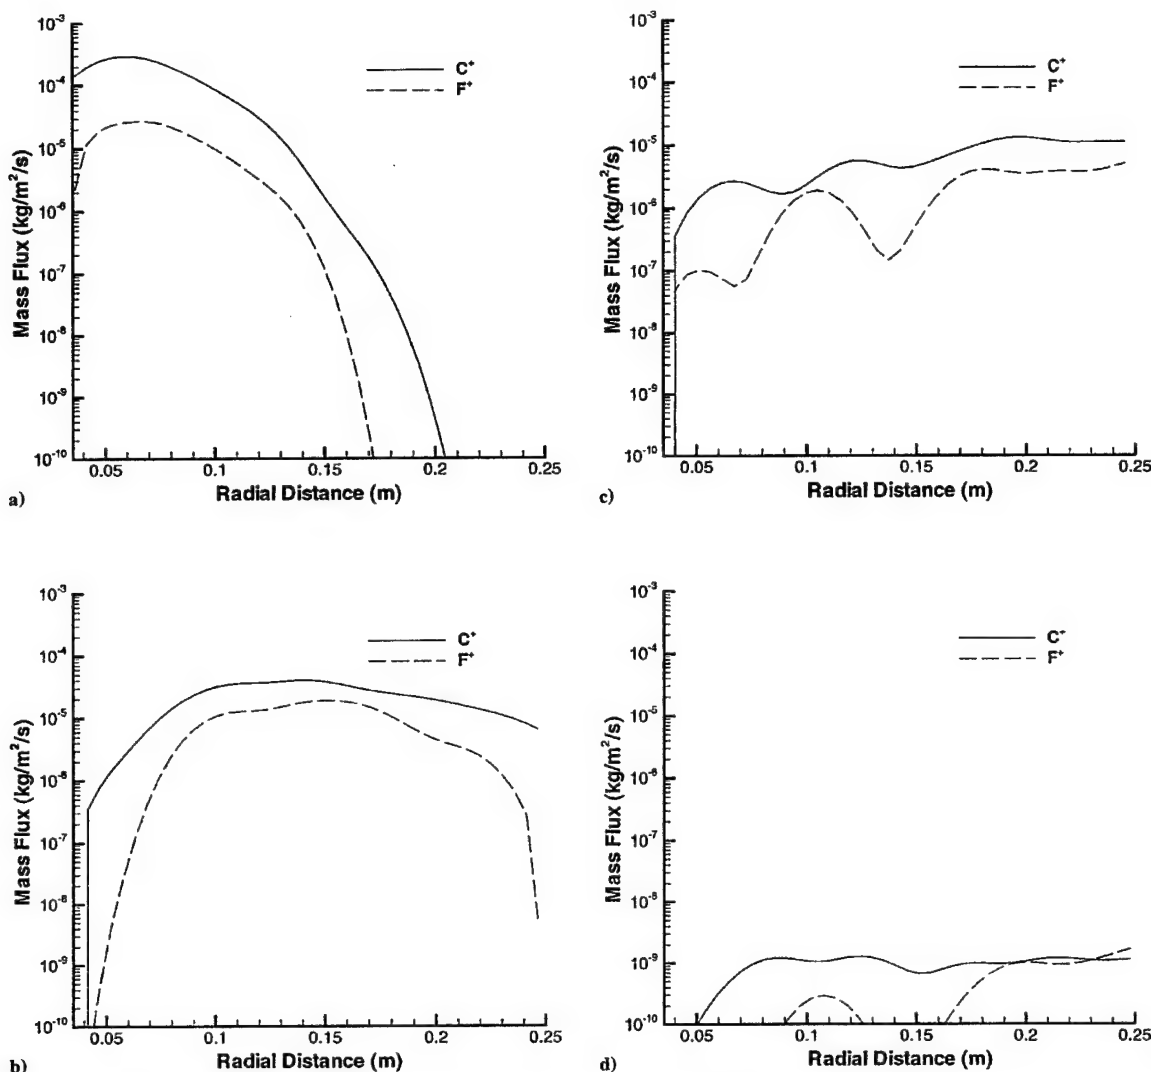 10⁻³
10⁻⁴
10⁻⁵
10⁻⁶
10⁻⁷
10⁻⁸
10⁻⁹
10⁻¹⁰
Mass Flux (kg/m²/s)
C⁺
F⁺
0.05 0.1 0.15 0.2 0.25
Radial Distance (m)
a)
10⁻³
10⁻⁴
10⁻⁵
10⁻⁶
10⁻⁷
10⁻⁸
10⁻⁹
10⁻¹⁰
Mass Flux (kg/m²/s)
C⁺
F⁺
0.05 0.1 0.15 0.2 0.25
Radial Distance (m)
b)
10⁻³
10⁻⁴
10⁻⁵
10⁻⁶
10⁻⁷
10⁻⁸
10⁻⁹
10⁻¹⁰
Mass Flux (kg/m²/s)
C⁺
F⁺
0.05 0.1 0.15 0.2 0.25
Radial Distance (m)
c)
10⁻³
10⁻⁴
10⁻⁵
10⁻⁶
10⁻⁷
10⁻⁸
10⁻⁹
10⁻¹⁰
Mass Flux (kg/m²/s)
C⁺
F⁺
0.05 0.1 0.15 0.2 0.25
Radial Distance (m)
d)